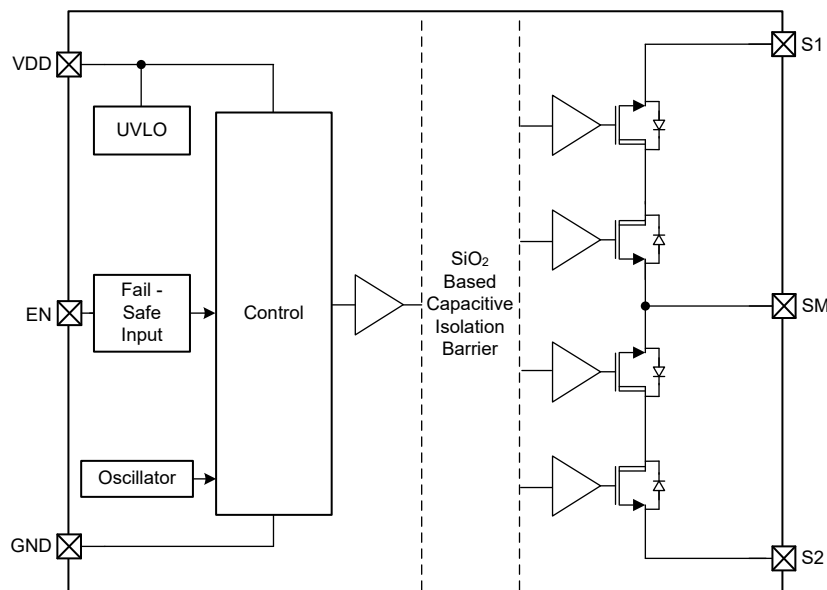 VDD
UVLO
EN
Fail -
Safe
Input
Control
Oscillator
GND
SiO₂
Based
Capacitive
Isolation
Barrier
S1
SM
S2